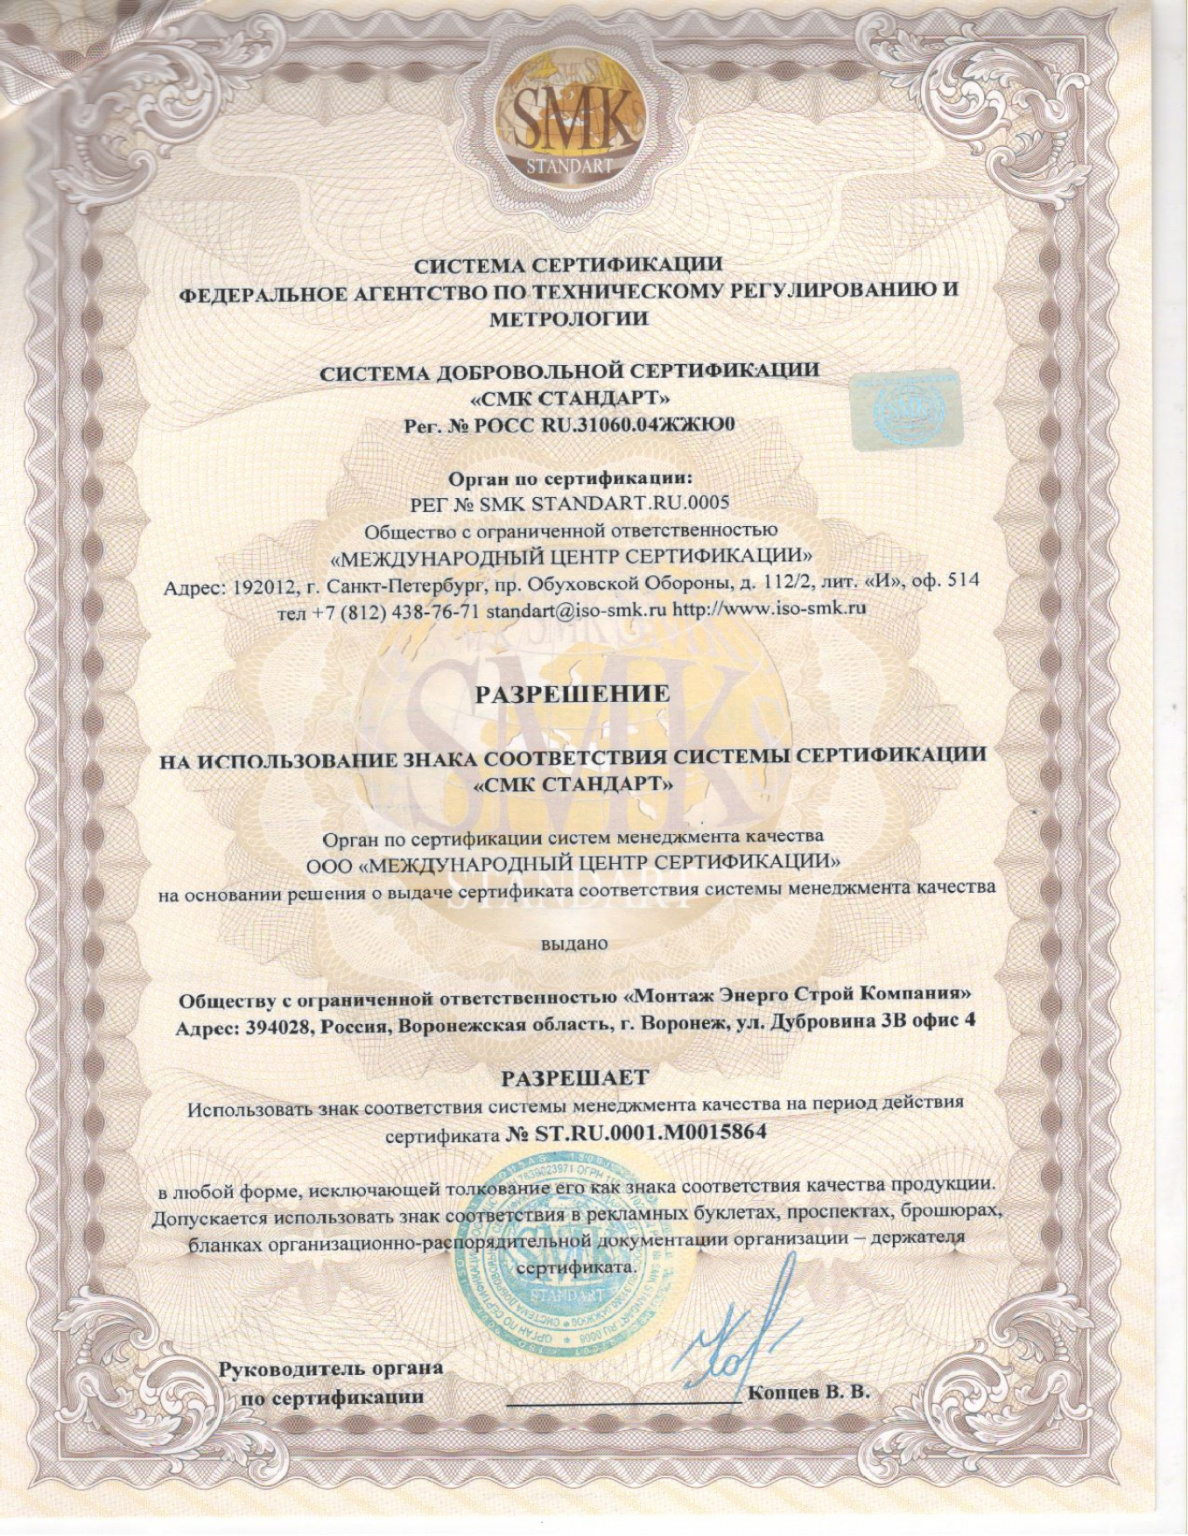 SMK
STANDART
СИСТЕМА СЕРТИФИКАЦИИ
ФЕДЕРАЛЬНОЕ АГЕНТСТВО ПО ТЕХНИЧЕСКОМУ РЕГУЛИРОВАНИЮ И
МЕТРОЛОГИИ
СИСТЕМА ДОБРОВОЛЬНОЙ СЕРТИФИКАЦИИ
«СМК СТАНДАРТ»
Рег. № РОСС RU.31060.04ЖЖЮ0
SMK
Орган по сертификации:
РЕГ № SMK STANDART.RU.0005
Общество с ограниченной ответственностью
«МЕЖДУНАРОДНЫЙ ЦЕНТР СЕРТИФИКАЦИИ»
Адрес: 192012, г. Санкт-Петербург, пр. Обуховской Обороны, д. 112/2, лит. «И», оф. 514
тел +7 (812) 438-76-71 standart@iso-smk.ru http://www.iso-smk.ru
РАЗРЕШЕНИЕ
НА ИСПОЛЬЗОВАНИЕ ЗНАКА СООТВЕТСТВИЯ СИСТЕМЫ СЕРТИФИКАЦИИ
«СМК СТАНДАРТ»
Орган по сертификации систем менеджмента качества
ООО «МЕЖДУНАРОДНЫЙ ЦЕНТР СЕРТИФИКАЦИИ»
на основании решения о выдаче сертификата соответствия системы менеджмента качества
выдано
Обществу с ограниченной ответственностью «Монтаж Энерго Строй Компания»
Адрес: 394028, Россия, Воронежская область, г. Воронеж, ул. Дубровина 3В офис 4
РАЗРЕШАЕТ
Использовать знак соответствия системы менеджмента качества на период действия
сертификата № ST.RU.0001.M0015864
в любой форме, исключающей толкование его как знака соответствия качества продукции.
Допускается использовать знак соответствия в рекламных буклетах, проспектах, брошюрах,
бланках организационно-распорядительной документации организации – держателя
сертификата.
SMK
STANDART
Руководитель органа
по сертификации
Копцев В. В.